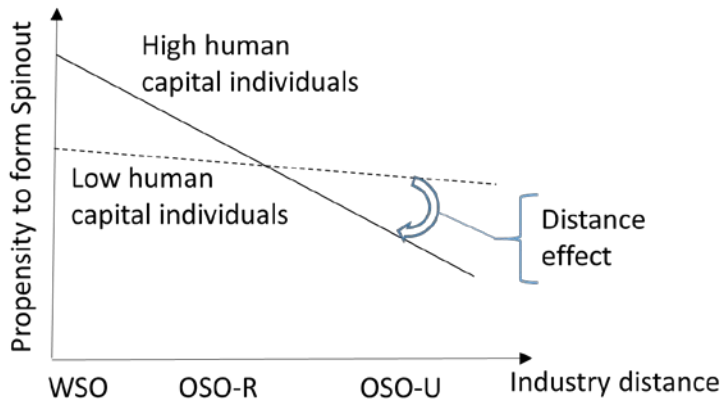 Propensity to form Spinout
High human
capital individuals
Low human
capital individuals
Distance
effect
WSO
OSO-R
OSO-U
Industry distance